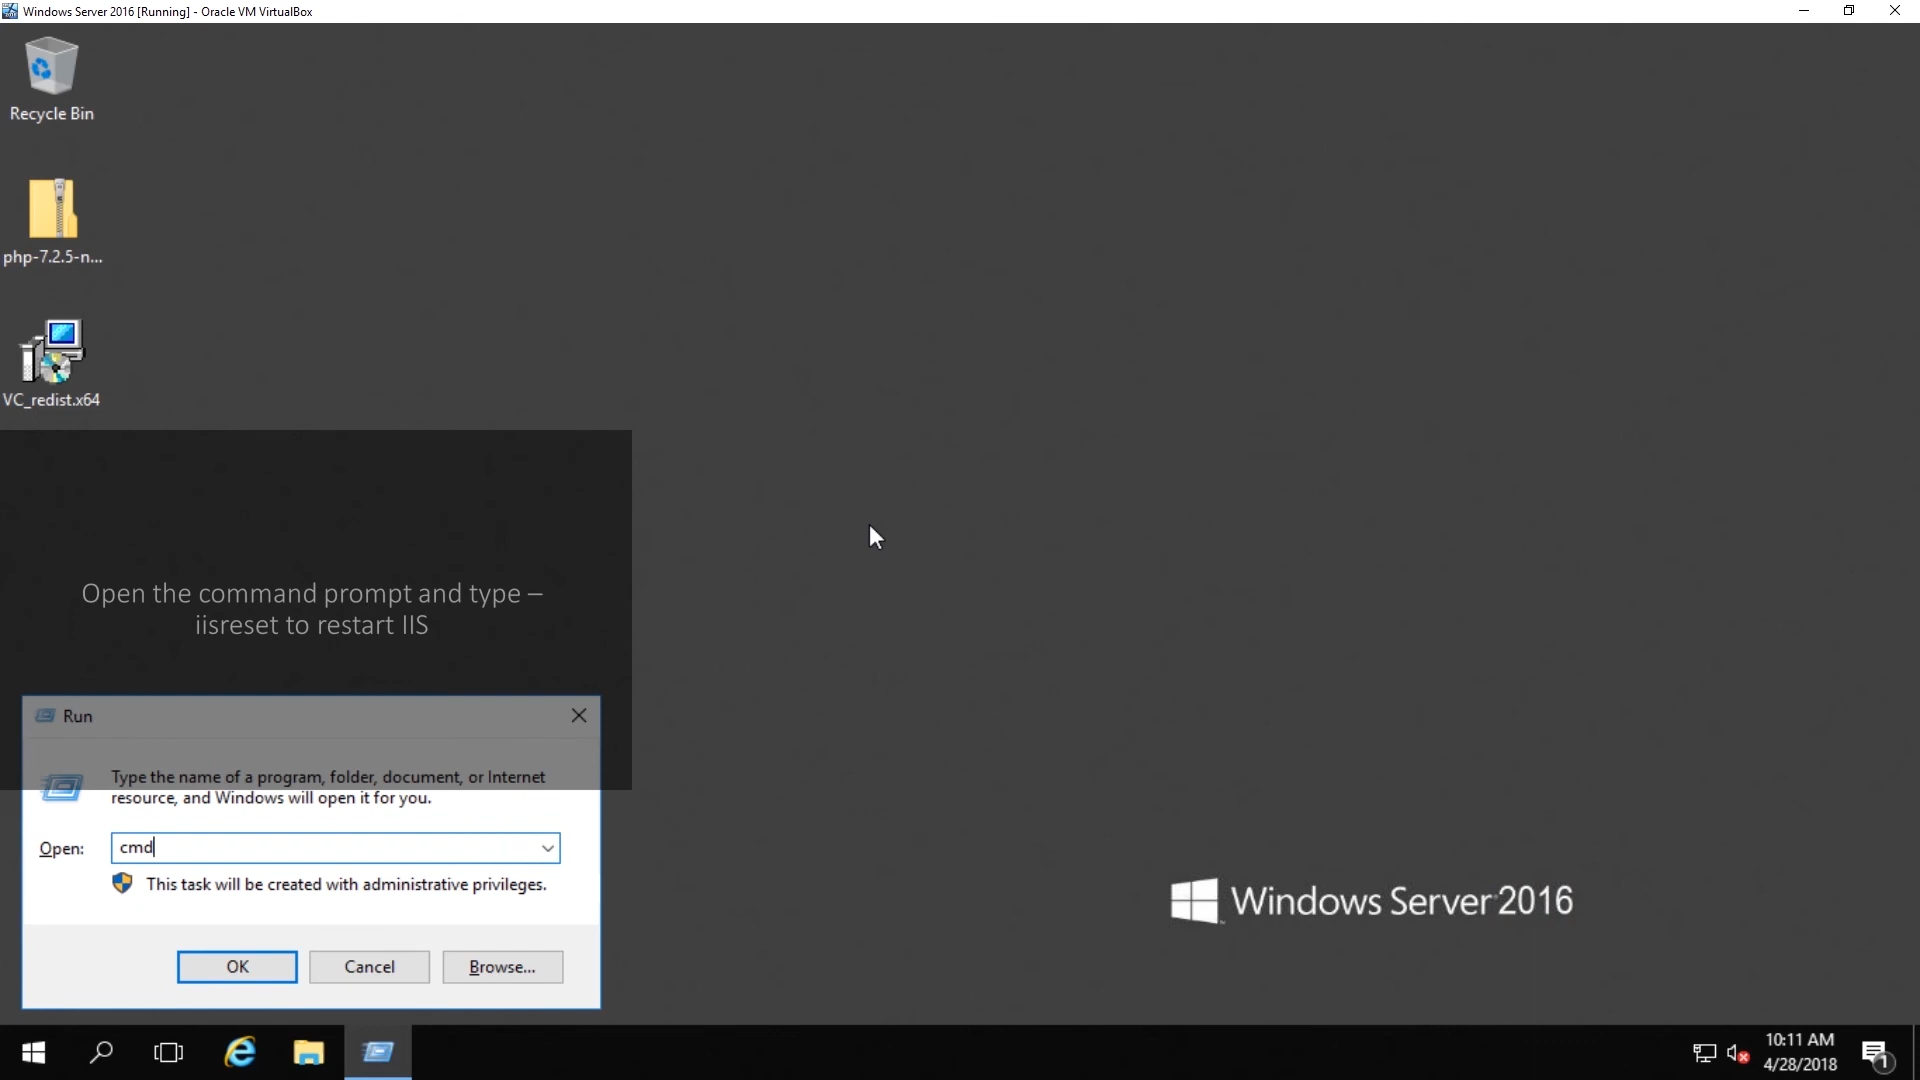 Windows Server 2016 [Running] - Oracle VM VirtualBox
Recycle Bin
php-7.2.5-n...
VC_redist.x64
Open the command prompt and type –
iisreset to restart IIS
Run
Type the name of a program, folder, document, or Internet
resource, and Windows will open it for you.
Open:
cmd
This task will be created with administrative privileges.
OK
Cancel
Browse...
Windows Server 2016
10:11 AM
4/28/2018
1